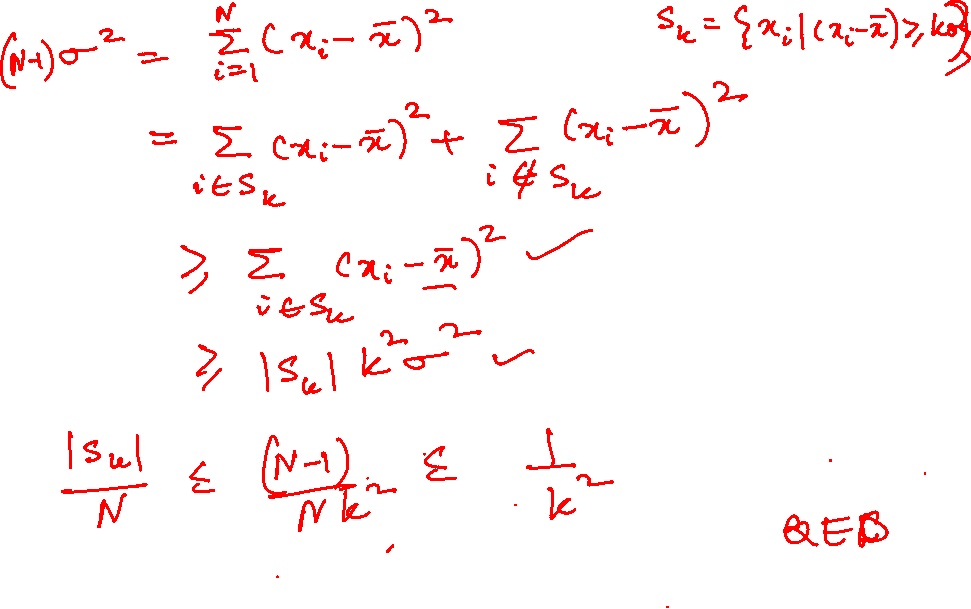 (N-1)σ² = Σ_{i=1}^{N} (x_i - x̄)² S_k = {x_i | (x_i - x̄) ≥ kσ}
= Σ_{i∈S_k} (x_i - x̄)² + Σ_{i∉S_k} (x_i - x̄)²
≥ Σ_{i∈S_k} (x_i - x̄)² ✓
≥ |S_k| k²σ² ✓
|S_k|/N ≤ (N-1)/(Nk²) ≤ 1/k²
QED